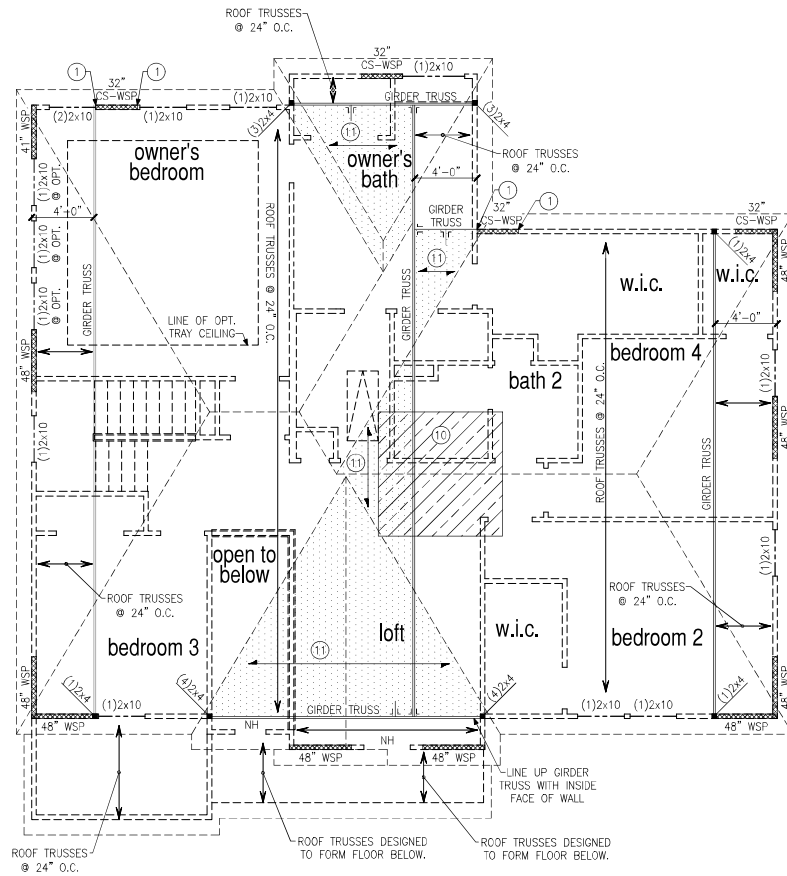 ROOF TRUSSES
@ 24" O.C.
32"
CS-WSP
(1)2x10
1
1
32"
CS-WSP
(2)2x10
(1)2x10
(1)2x10
GIRDER TRUSS
(3)2x4
(3)2x4
11
41" WSP
owner's
bedroom
owner's
bath
ROOF TRUSSES
@ 24" O.C.
4'-0"
1
GIRDER
TRUSS
32"
CS-WSP
1
32"
CS-WSP
(1)2x10
@ OPT.
4'-0"
(1)2x10
@ OPT.
(1)2x10
@ OPT.
GIRDER TRUSS
ROOF TRUSSES @ 24" O.C.
11
GIRDER TRUSS
w.i.c.
w.i.c.
(1)2x4
48" WSP
4'-0"
LINE OF OPT.
TRAY CEILING
48" WSP
bedroom 4
bath 2
(1)2x10
(1)2x10
10
11
48" WSP
ROOF TRUSSES @ 24" O.C.
GIRDER TRUSS
open to
below
(1)2x10
ROOF TRUSSES
@ 24" O.C.
ROOF TRUSSES
@ 24" O.C.
bedroom 3
loft
w.i.c.
bedroom 2
11
48" WSP
(1)2x4
(1)2x10
(4)2x4
GIRDER TRUSS
(4)2x4
(1)2x10
(1)2x10
(1)2x4
48" WSP
48" WSP
NH
NH
48" WSP
48" WSP
48" WSP
LINE UP GIRDER
TRUSS WITH INSIDE
FACE OF WALL
ROOF TRUSSES
@ 24" O.C.
ROOF TRUSSES DESIGNED
TO FORM FLOOR BELOW.
ROOF TRUSSES DESIGNED
TO FORM FLOOR BELOW.